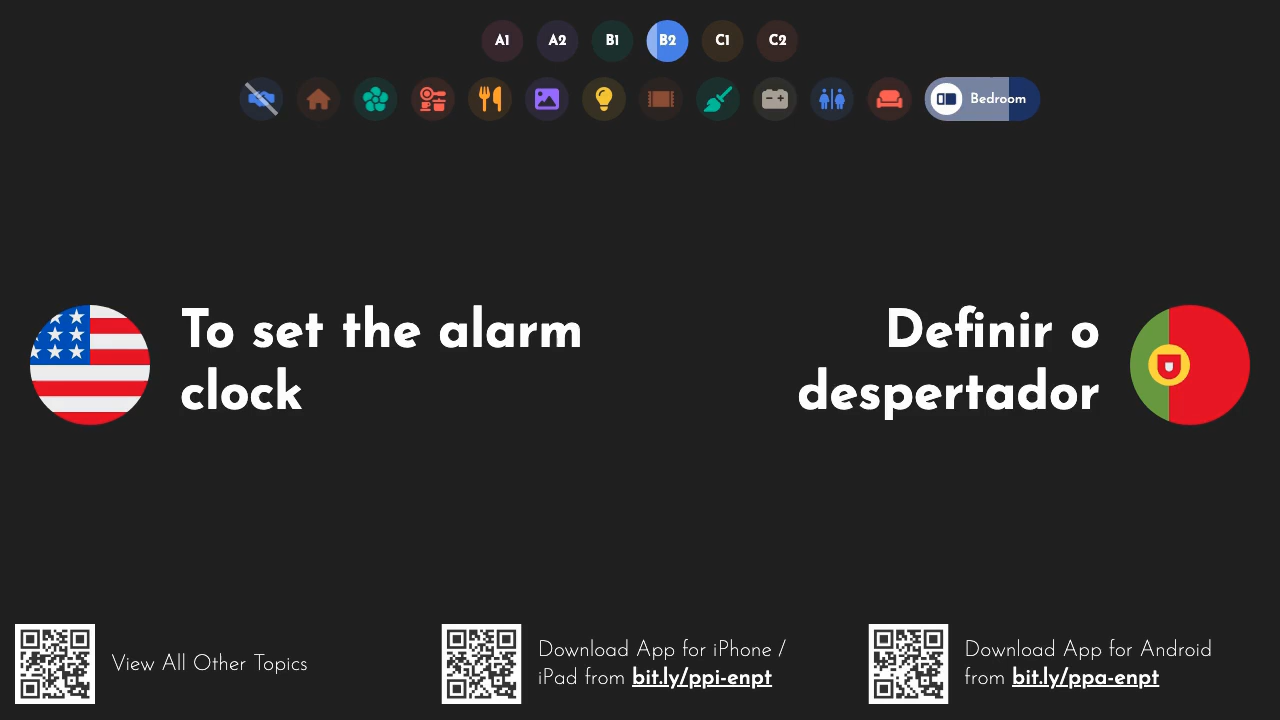 A1 A2 B1 B2 C1 C2
Bedroom
To set the alarm
clock
Definir o
despertador
View All Other Topics
Download App for iPhone /
iPad from bit.ly/ppi-enpt
Download App for Android
from bit.ly/ppa-enpt